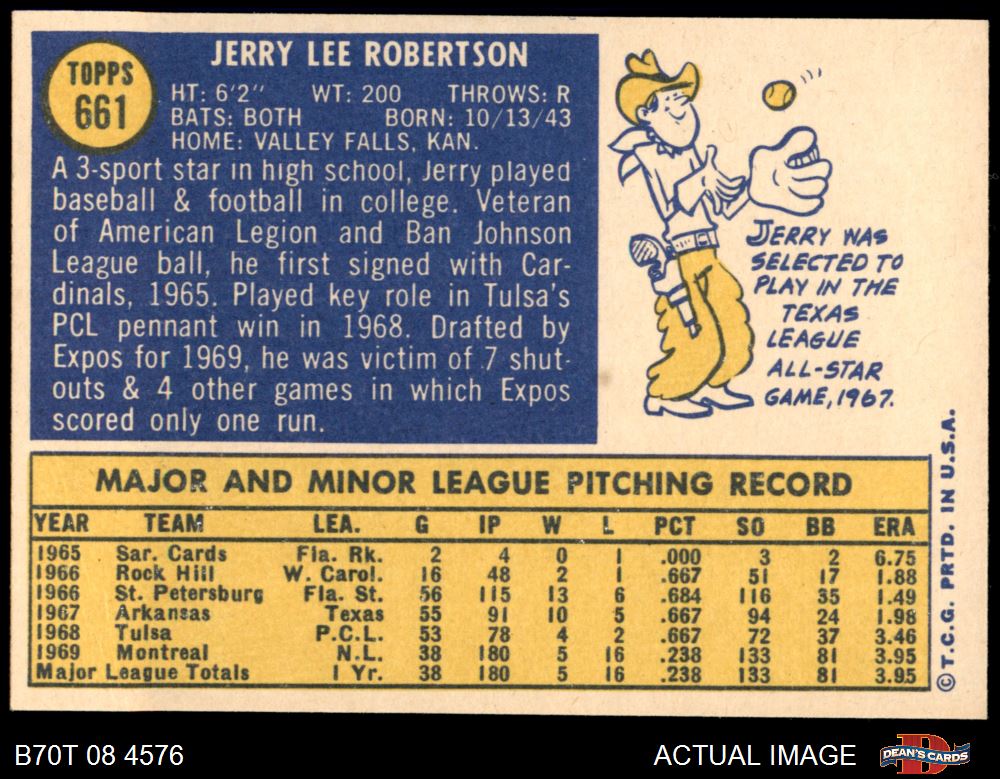 TOPPS
661
JERRY LEE ROBERTSON
HT: 6'2" WT: 200 THROWS: R
BATS: BOTH BORN: 10/13/43
HOME: VALLEY FALLS, KAN.
A 3-sport star in high school, Jerry played
baseball & football in college. Veteran
of American Legion and Ban Johnson
League ball, he first signed with Car-
dinals, 1965. Played key role in Tulsa's
PCL pennant win in 1968. Drafted by
Expos for 1969, he was victim of 7 shut-
outs & 4 other games in which Expos
scored only one run.
JERRY WAS
SELECTED TO
PLAY IN THE
TEXAS
LEAGUE
ALL-STAR
GAME, 1967.
MAJOR AND MINOR LEAGUE PITCHING RECORD
YEAR TEAM LEA. G IP W L PCT SO BB ERA
1965 Sar. Cards Fla. Rk. 2 4 0 1 .000 3 2 6.75
1966 Rock Hill W. Carol. 16 48 2 1 .667 51 17 1.88
1966 St. Petersburg Fla. St. 56 115 13 6 .684 116 35 1.49
1967 Arkansas Texas 55 91 10 5 .667 94 24 1.98
1968 Tulsa P.C.L. 53 78 4 2 .667 72 37 3.46
1969 Montreal N.L. 38 180 5 16 .238 133 81 3.95
Major League Totals 1 Yr. 38 180 5 16 .238 133 81 3.95
© T.C.G. PRTD. IN U.S.A.
B70T 08 4576 ACTUAL IMAGE
DEAN'S CARDS